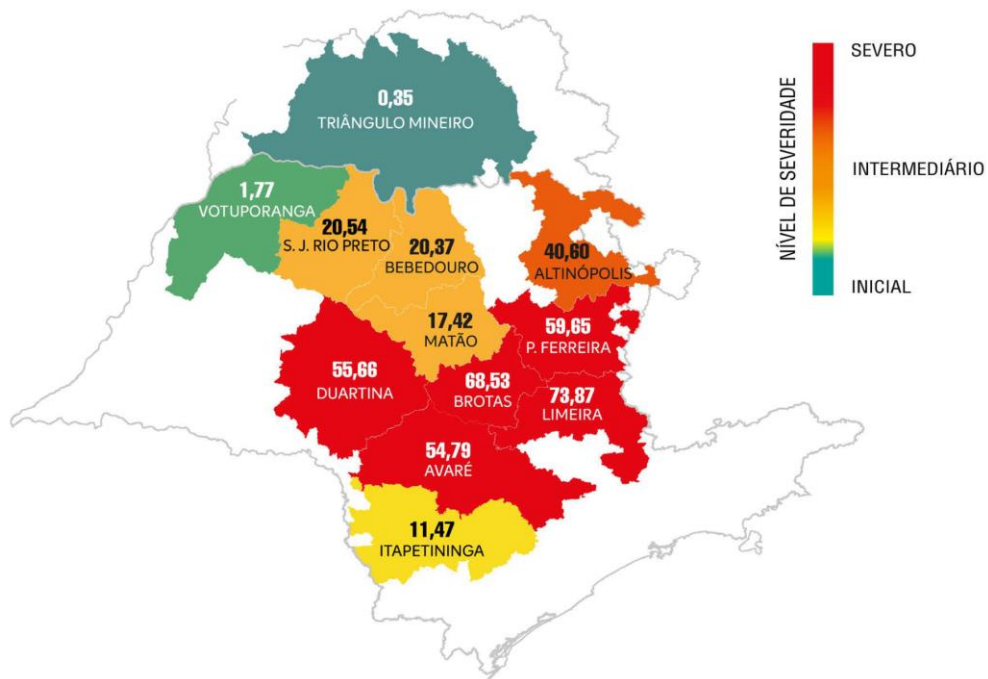 0,35
TRIÂNGULO MINEIRO
1,77
VOTUPORANGA
20,54
S. J. RIO PRETO
20,37
BEBEDOURO
40,60
ALTINÓPOLIS
17,42
MATÃO
59,65
P. FERREIRA
55,66
DUARTINA
68,53
BROTAS
73,87
LIMEIRA
54,79
AVARÉ
11,47
ITAPETININGA
NÍVEL DE SEVERIDADE
SEVERO
INTERMEDIÁRIO
INICIAL